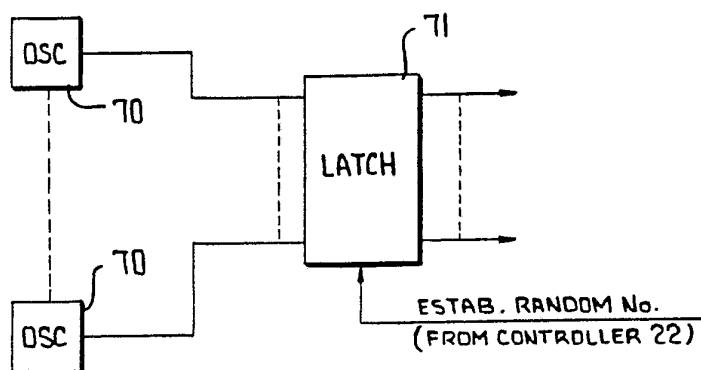 OSC
70
71
LATCH
70
OSC
ESTAB. RANDOM No.
(FROM CONTROLLER 22)